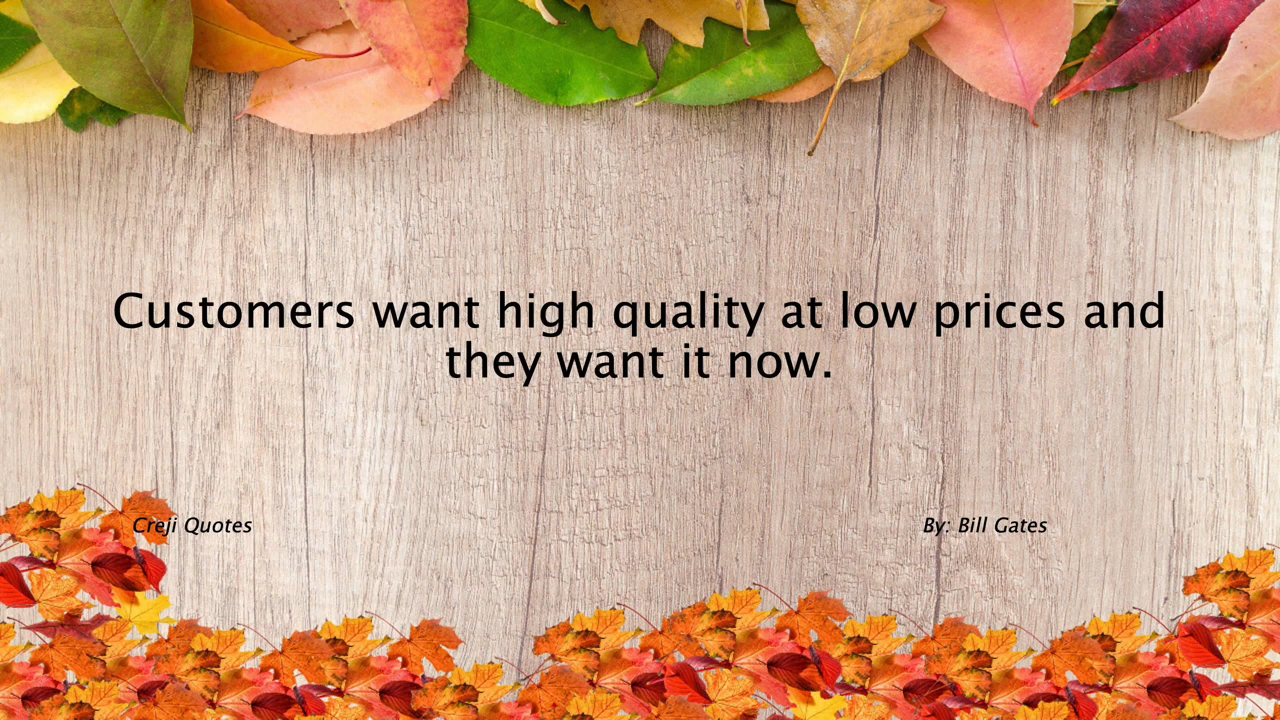 Customers want high quality at low prices and
they want it now.
Creji Quotes
By: Bill Gates